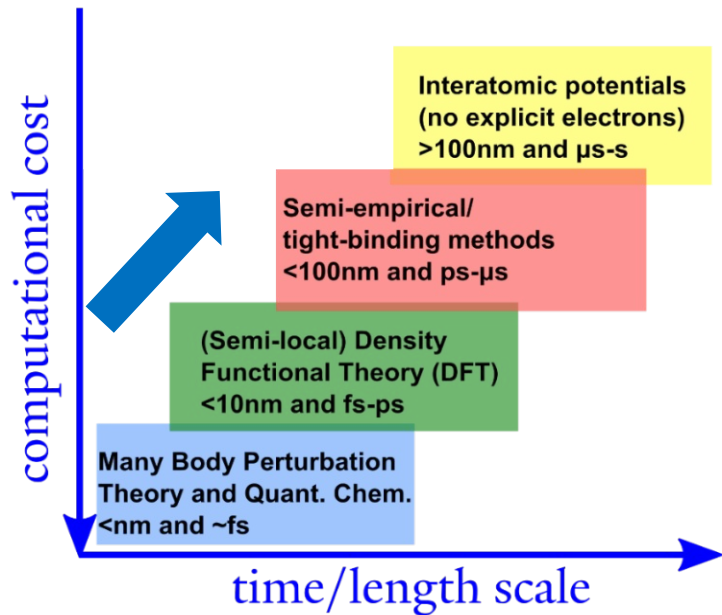 computational cost
Interatomic potentials
(no explicit electrons)
>100nm and μs-s
Semi-empirical/
tight-binding methods
<100nm and ps-μs
(Semi-local) Density
Functional Theory (DFT)
<10nm and fs-ps
Many Body Perturbation
Theory and Quant. Chem.
<nm and ~fs
time/length scale